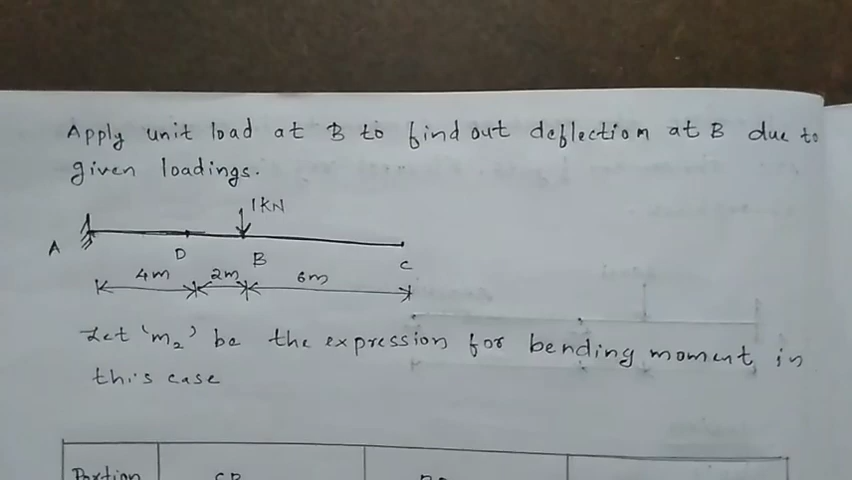 Apply unit load at B to find out deflection at B due to
given loadings.
1KN
A D B C
4m 2m 6m
Let 'm₂' be the expression for bending moment in
this case
Portion